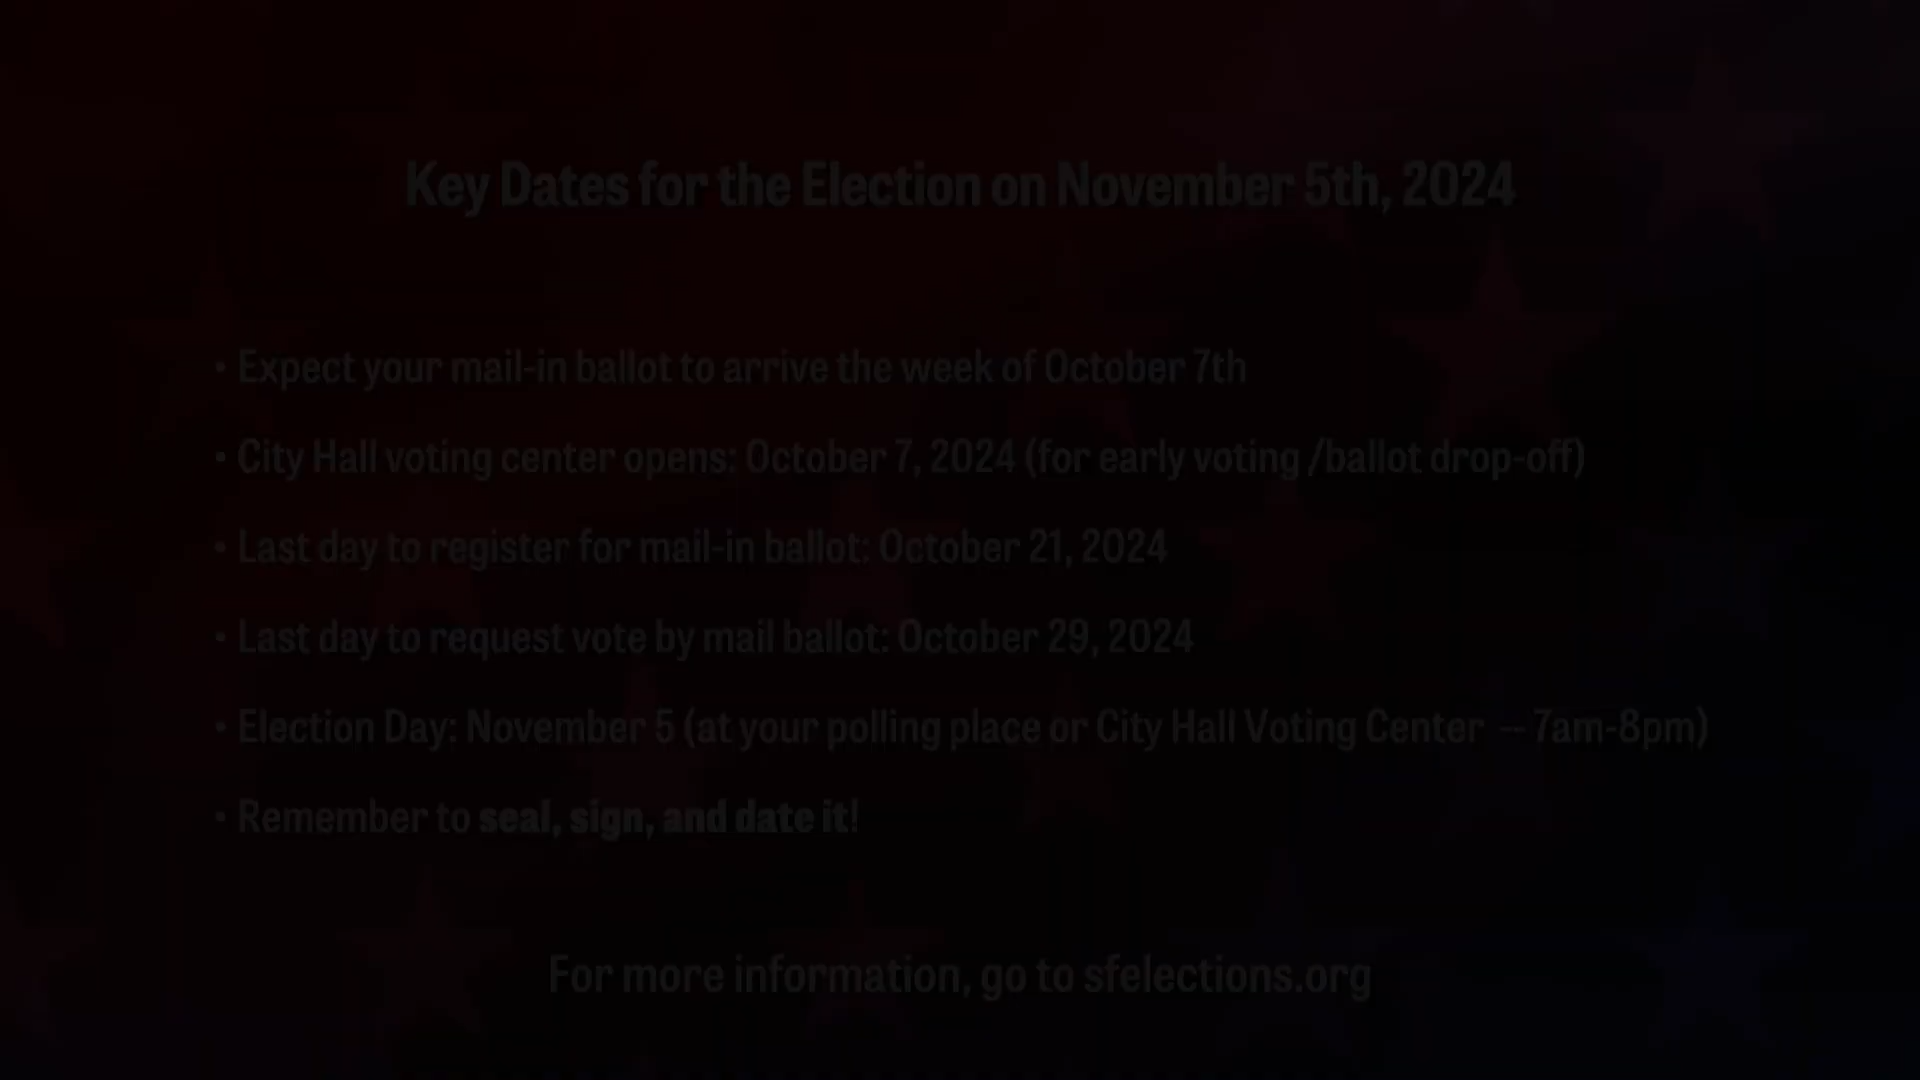 Key Dates for the Election on November 5th, 2024
• Expect your mail-in ballot to arrive the week of October 7th
• City Hall voting center opens: October 7, 2024 (for early voting /ballot drop-off)
• Last day to register for mail-in ballot: October 21, 2024
• Last day to request vote by mail ballot: October 29, 2024
• Election Day: November 5 (at your polling place or City Hall Voting Center – 7am-8pm)
• Remember to seal, sign, and date it!
For more information, go to sfelections.org